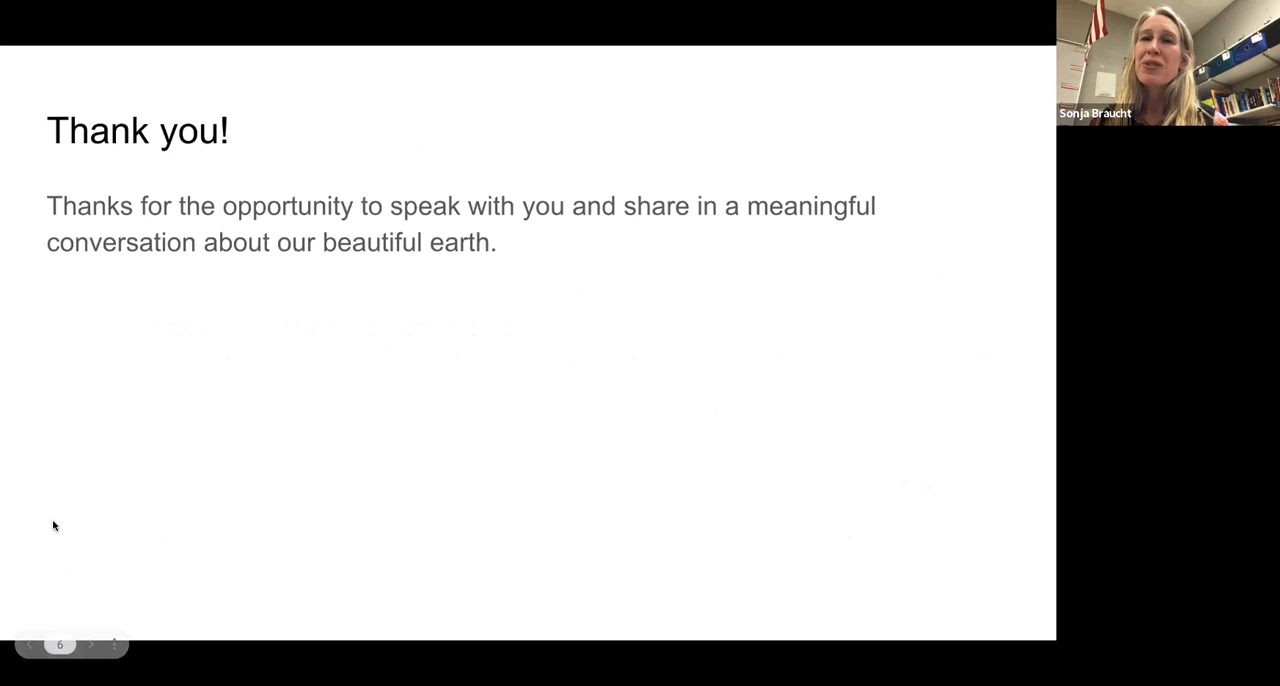 Thank you!
Thanks for the opportunity to speak with you and share in a meaningful
conversation about our beautiful earth.
Sonja Braucht
6